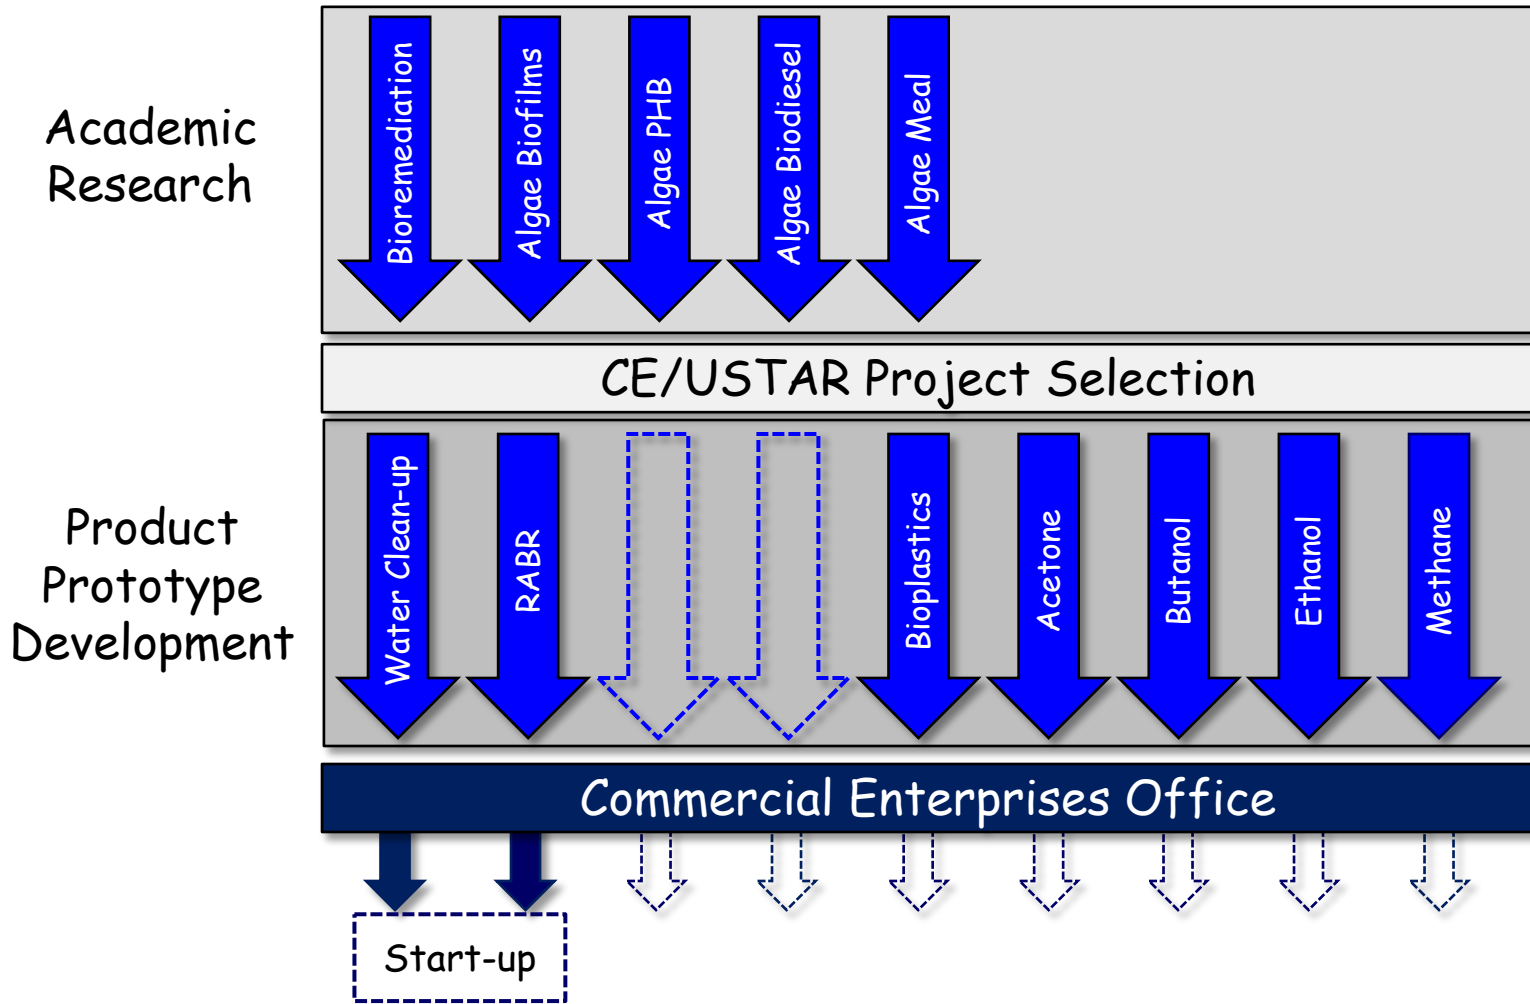 Academic
Research
Bioremediation
Algae Biofilms
Algae PHB
Algae Biodiesel
Algae Meal
CE/USTAR Project Selection
Product
Prototype
Development
Water Clean-up
RABR
Bioplastics
Acetone
Butanol
Ethanol
Methane
Commercial Enterprises Office
Start-up